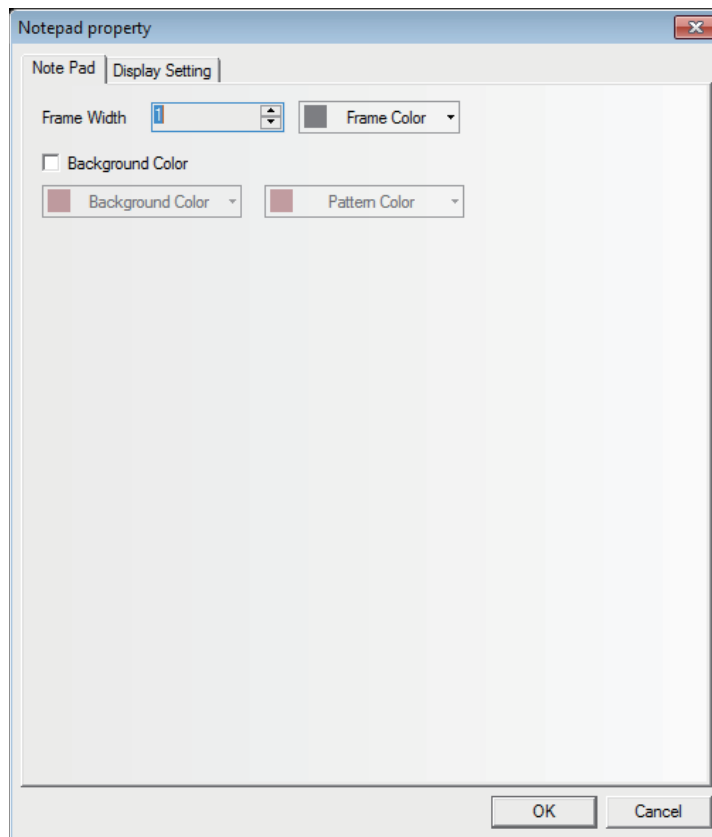 Notepad property
Note Pad Display Setting
Frame Width 1 Frame Color
Background Color
Background Color Pattern Color
OK Cancel